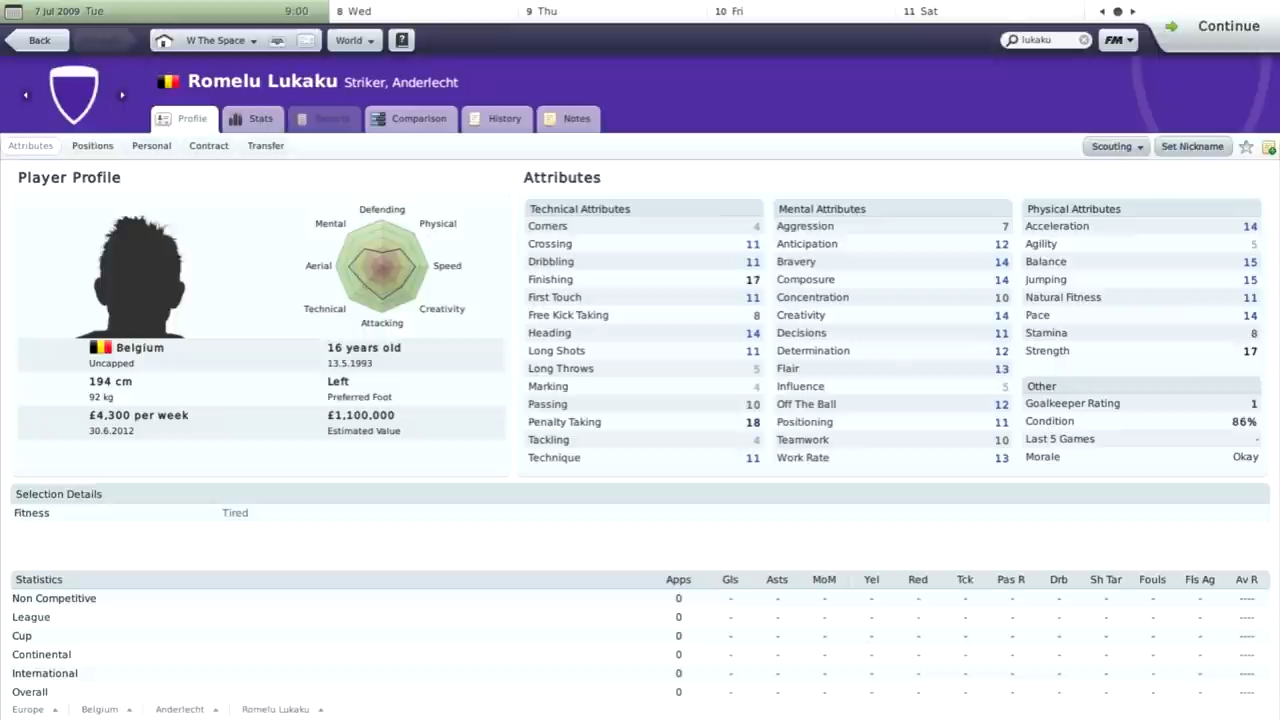 7 Jul 2009 Tue 9:00 8 Wed 9 Thu 10 Fri 11 Sat
Continue
Back W The Space World ? lukaku FM
Romelu Lukaku Striker, Anderlecht
Profile Stats Comparison History Notes
Attributes Positions Personal Contract Transfer Scouting Set Nickname
Player Profile
Defending
Mental Physical
Aerial Speed
Technical Creativity
Attacking
Belgium 16 years old
Uncapped 13.5.1993
194 cm Left
92 kg Preferred Foot
£4,300 per week £1,100,000
30.6.2012 Estimated Value
Attributes
Technical Attributes
Corners 4
Crossing 11
Dribbling 11
Finishing 17
First Touch 11
Free Kick Taking 8
Heading 14
Long Shots 11
Long Throws 5
Marking 4
Passing 10
Penalty Taking 18
Tackling 4
Technique 11
Mental Attributes
Aggression 7
Anticipation 12
Bravery 14
Composure 14
Concentration 10
Creativity 14
Decisions 11
Determination 12
Flair 13
Influence 5
Off The Ball 12
Positioning 11
Teamwork 10
Work Rate 13
Physical Attributes
Acceleration 14
Agility 5
Balance 15
Jumping 15
Natural Fitness 11
Pace 14
Stamina 8
Strength 17
Other
Goalkeeper Rating 1
Condition 86%
Last 5 Games -
Morale Okay
Selection Details
Fitness Tired
Statistics Apps Gls Asts MoM Yel Red Tck Pas R Drb Sh Tar Fouls Fls Ag Av R
Non Competitive 0 - - - - - - - - - - - ----
League 0 - - - - - - - - - - - ----
Cup 0 - - - - - - - - - - - ----
Continental 0 - - - - - - - - - - - ----
International 0 - - - - - - - - - - - ----
Overall 0 - - - - - - - - - - - ----
Europe Belgium Anderlecht Romelu Lukaku